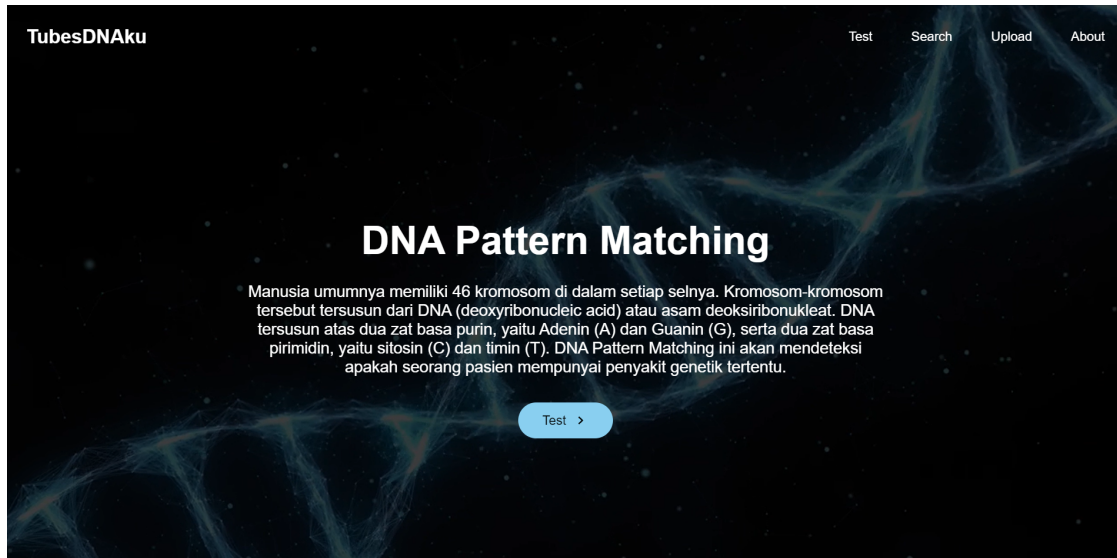 TubesDNAku
Test Search Upload About
DNA Pattern Matching
Manusia umumnya memiliki 46 kromosom di dalam setiap selnya. Kromosom-kromosom
tersebut tersusun dari DNA (deoxyribonucleic acid) atau asam deoksiribonukleat. DNA
tersusun atas dua zat basa purin, yaitu Adenin (A) dan Guanin (G), serta dua zat basa
pirimidin, yaitu sitosin (C) dan timin (T). DNA Pattern Matching ini akan mendeteksi
apakah seorang pasien mempunyai penyakit genetik tertentu.
Test